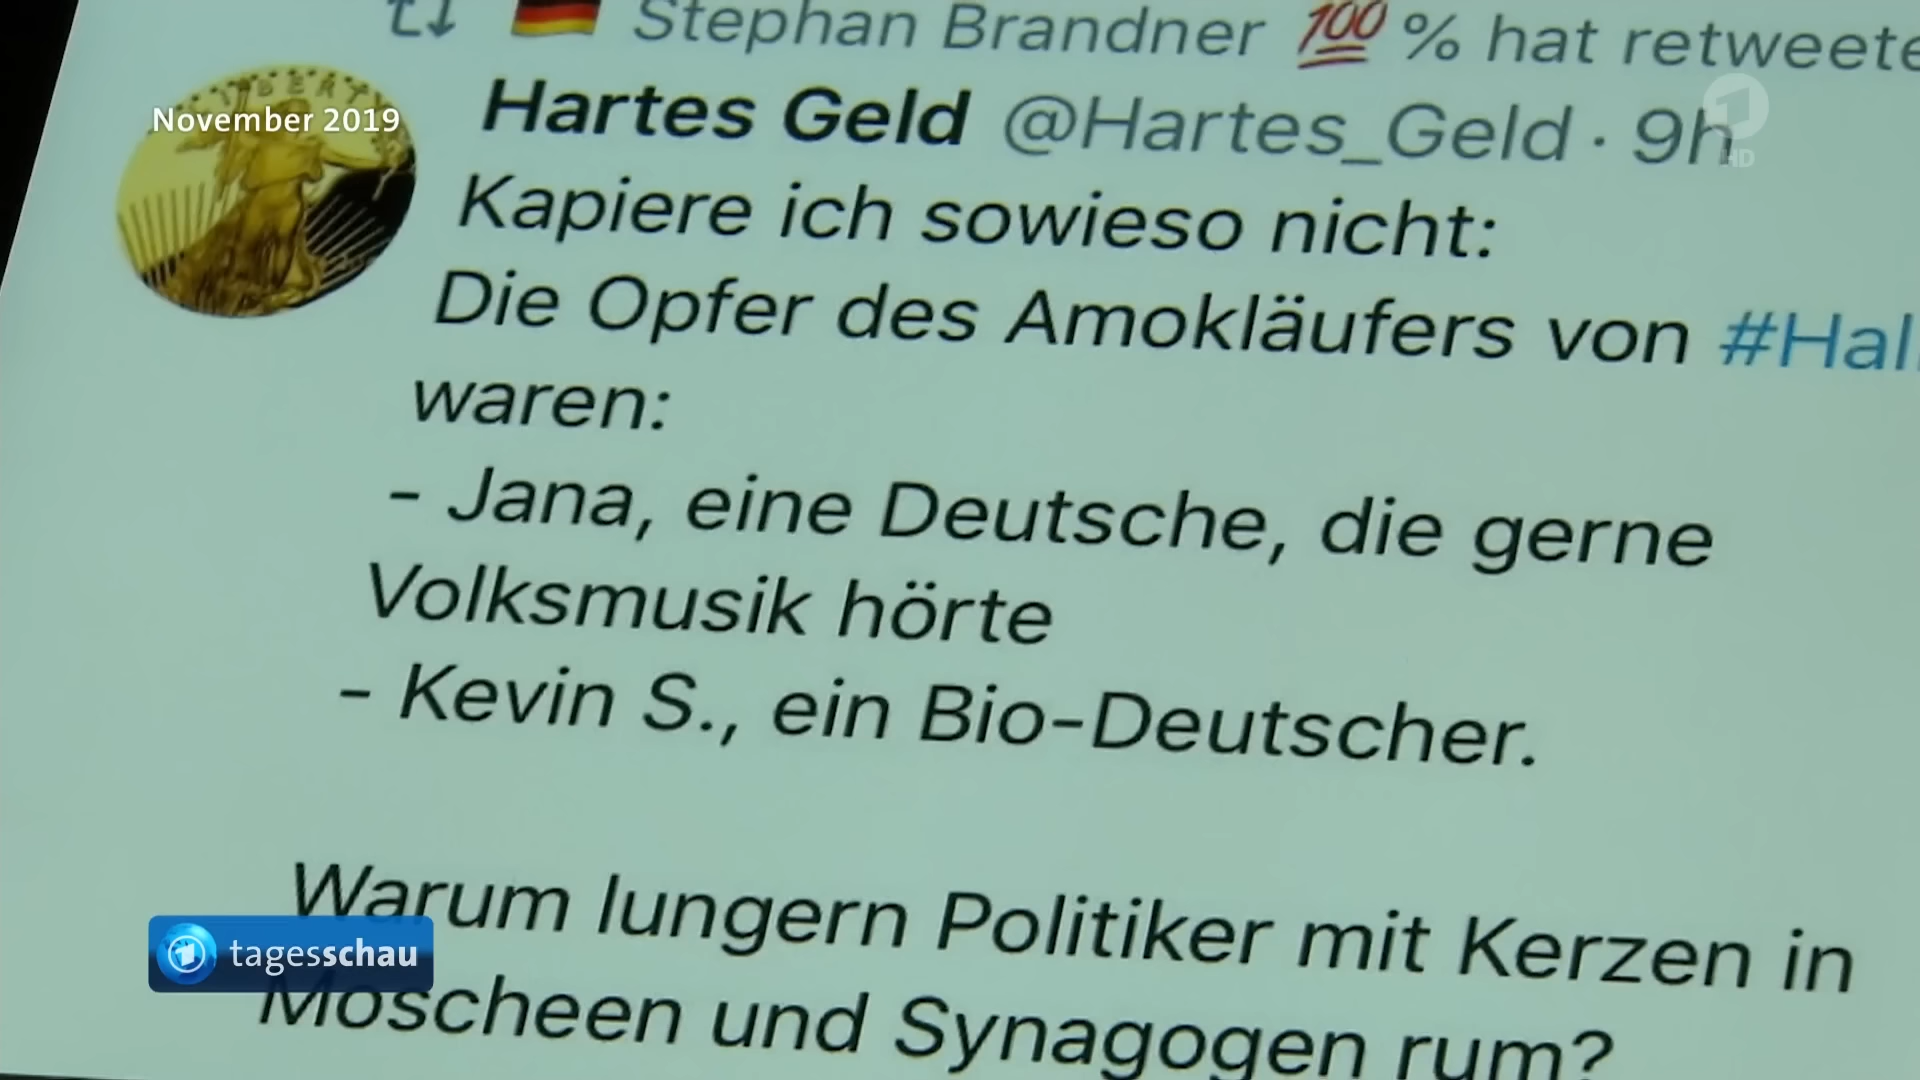 Stephan Brandner 💯 % hat retweete
November 2019
Hartes Geld @Hartes_Geld · 9h
Kapiere ich sowieso nicht:
Die Opfer des Amokläufers von #Hal
waren:
- Jana, eine Deutsche, die gerne
Volksmusik hörte
- Kevin S., ein Bio-Deutscher.
Warum lungern Politiker mit Kerzen in
Moscheen und Synagogen rum?
tagesschau
1
HD
LIBERTY